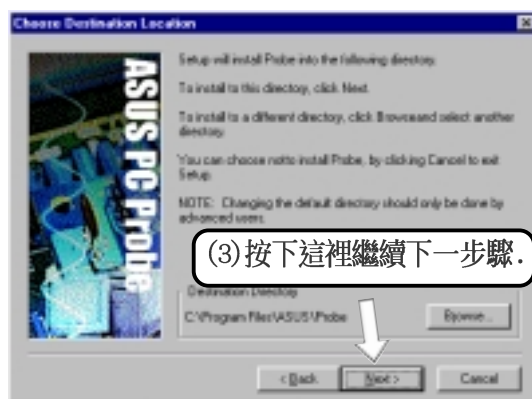 Choose Destination Location
ASUS PC Probe
Setup will install Probe into the following directory.
To install to this directory, click Next.
To install to a different directory, click Browse and select another
directory.
You can choose not to install Probe, by clicking Cancel to exit
Setup.
NOTE: Changing the default directory should only be done by
advanced users.
(3)按下這裡繼續下一步驟.
Destination Directory
C:\Program Files\ASUS\Probe
Browse...
< Back
Next >
Cancel